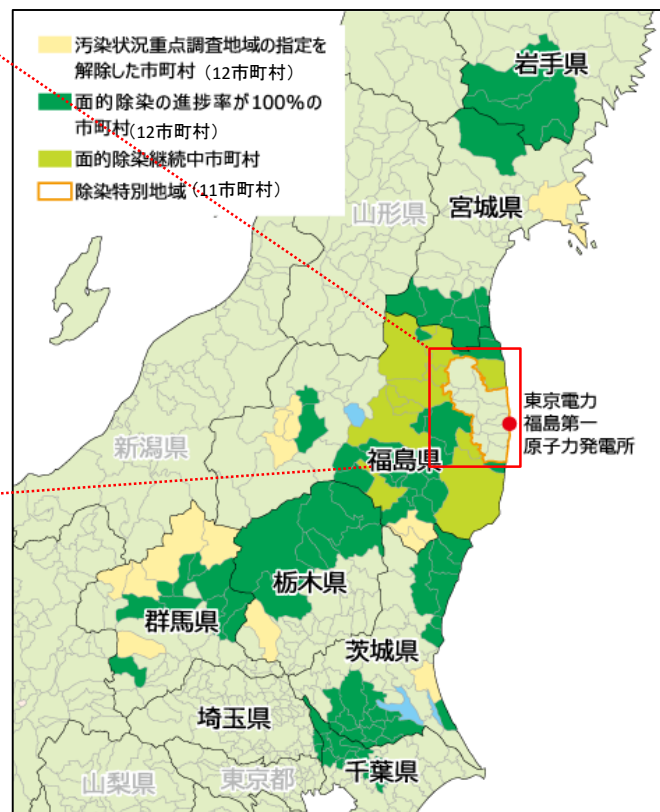 汚染状況重点調査地域の指定を
解除した市町村（12市町村）
面的除染の進捗率が100%の
市町村(12市町村)
面的除染継続中市町村
除染特別地域（11市町村）
岩手県
山形県
宮城県
東京電力
福島第一
原子力発電所
新潟県
福島県
栃木県
群馬県
茨城県
埼玉県
山梨県
東京都
千葉県